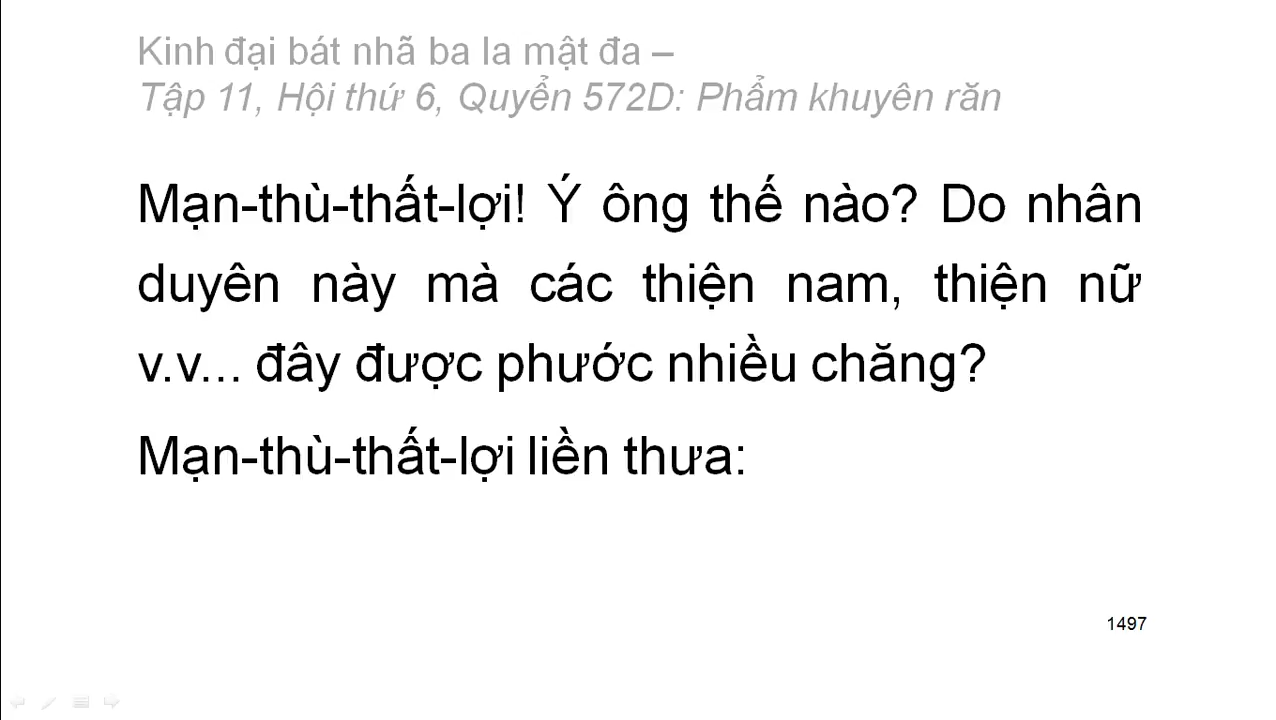 Kinh đại bát nhã ba la mật đa –
Tập 11, Hội thứ 6, Quyển 572D: Phẩm khuyên răn
Mạn-thù-thất-lợi! Ý ông thế nào? Do nhân
duyên này mà các thiện nam, thiện nữ
v.v... đây được phước nhiều chăng?
Mạn-thù-thất-lợi liền thưa:
1497